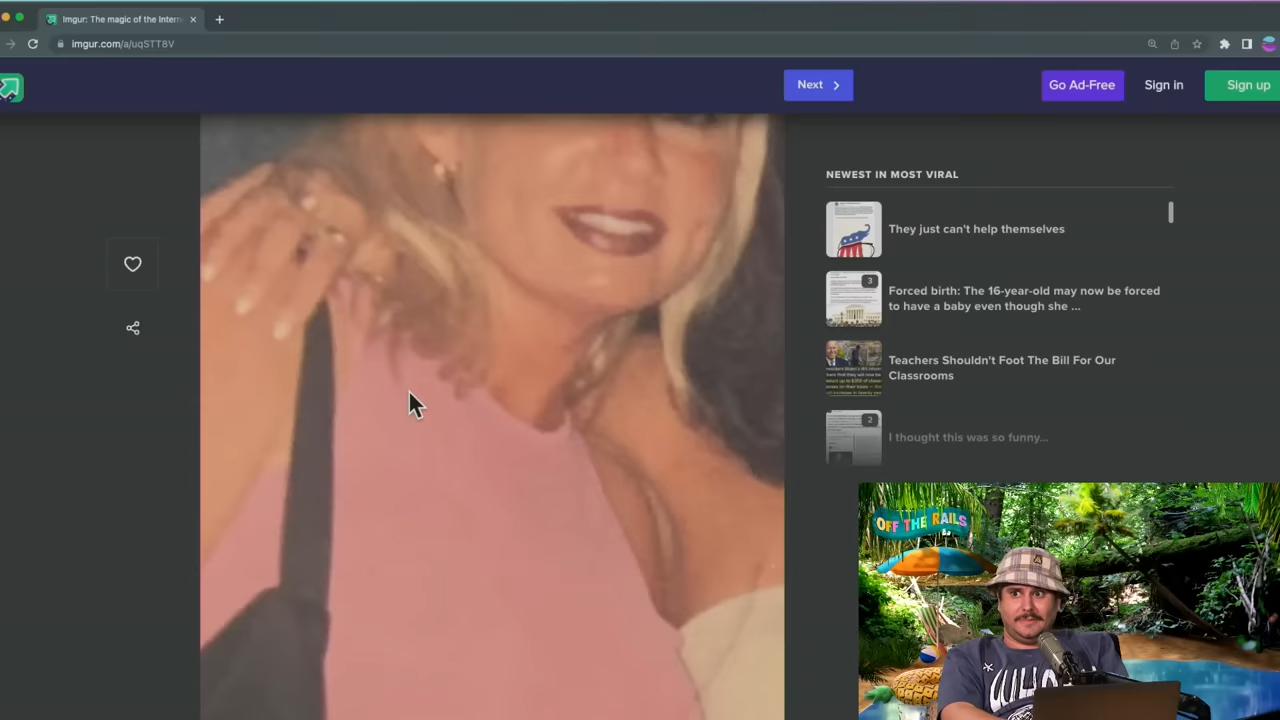 Imgur: The magic of the Intern
imgur.com/a/uqSTT8V
Next
Go Ad-Free
Sign in
Sign up
NEWEST IN MOST VIRAL
They just can't help themselves
3
Forced birth: The 16-year-old may now be forced
to have a baby even though she ...
Teachers Shouldn't Foot The Bill For Our
Classrooms
2
I thought this was so funny...
OFF THE RAILS